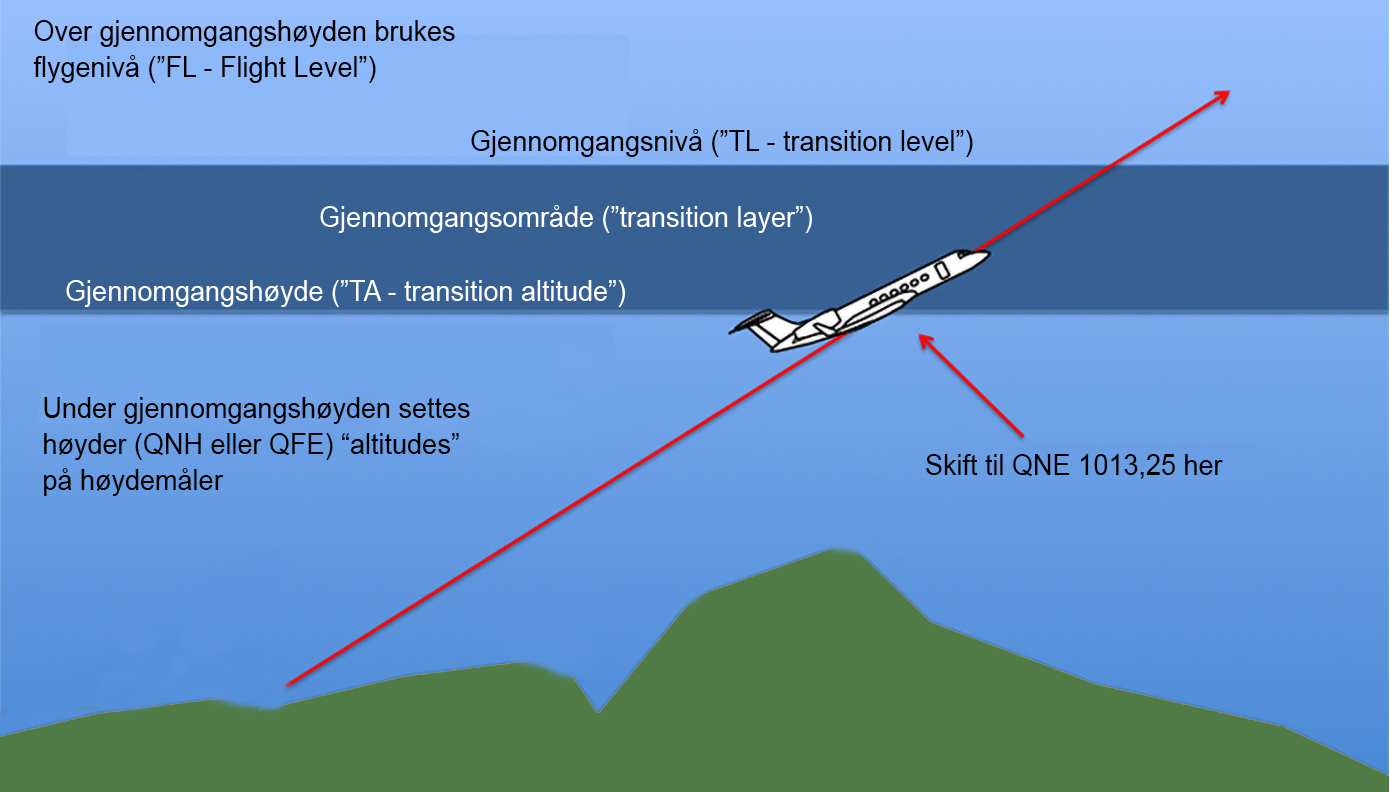 Over gjennomgangshøyden brukes
flygenivå (”FL - Flight Level”)
Gjennomgangsnivå (”TL - transition level”)
Gjennomgangsområde (”transition layer”)
Gjennomgangshøyde (”TA - transition altitude”)
Under gjennomgangshøyden settes
høyder (QNH eller QFE) “altitudes”
på høydemåler
Skift til QNE 1013,25 her